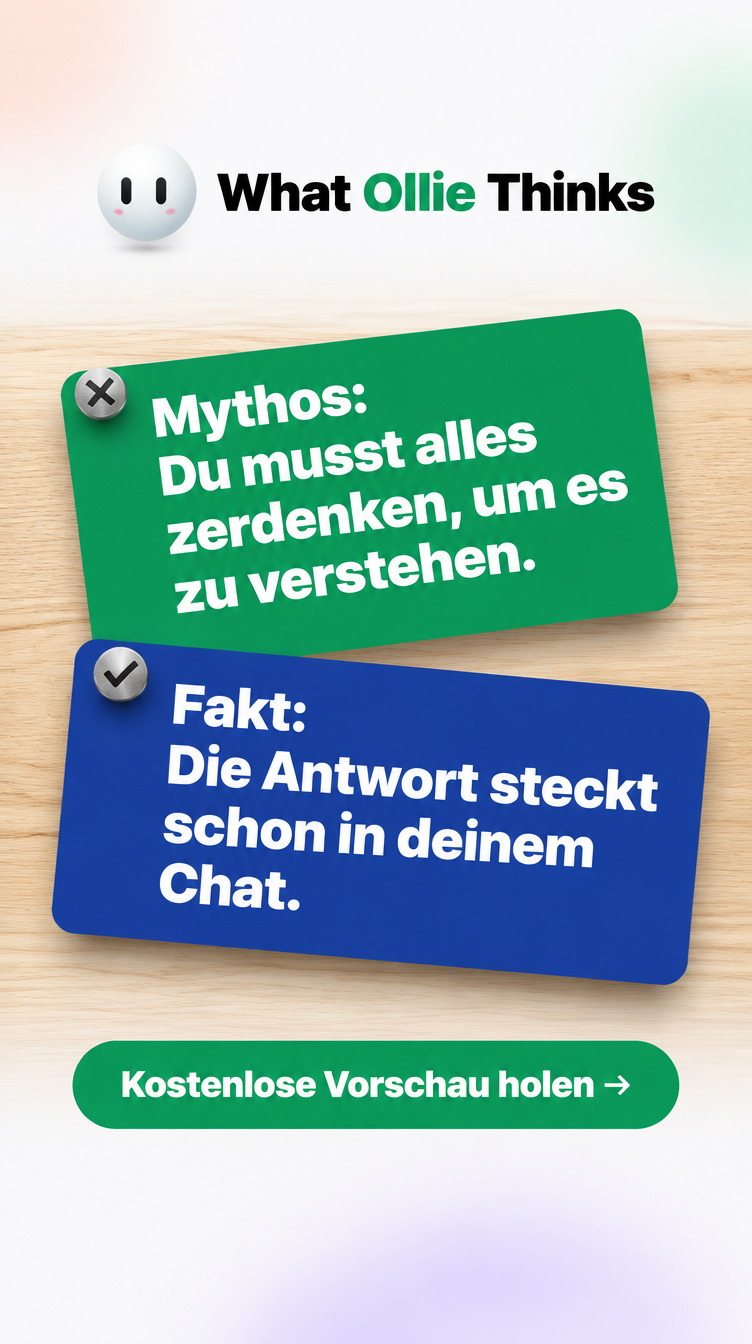 What Ollie Thinks
Mythos:
Du musst alles
zerdenken, um es
zu verstehen.
Fakt:
Die Antwort steckt
schon in deinem
Chat.
Kostenlose Vorschau holen →